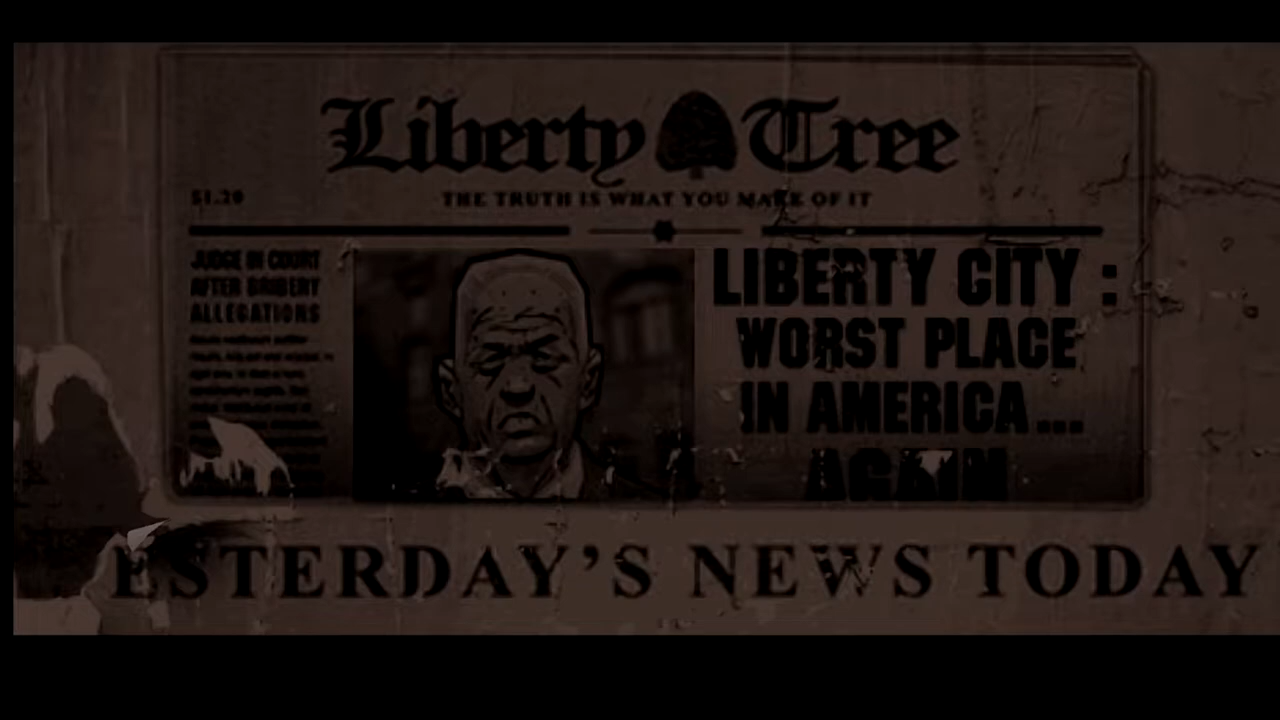 Liberty Tree
THE TRUTH IS WHAT YOU MAKE OF IT
$1.20
JUDGE IN COURT
AFTER BRIBERY
ALLEGATIONS
LIBERTY CITY :
WORST PLACE
IN AMERICA...
AGAIN
ESTERDAY'S NEWS TODAY